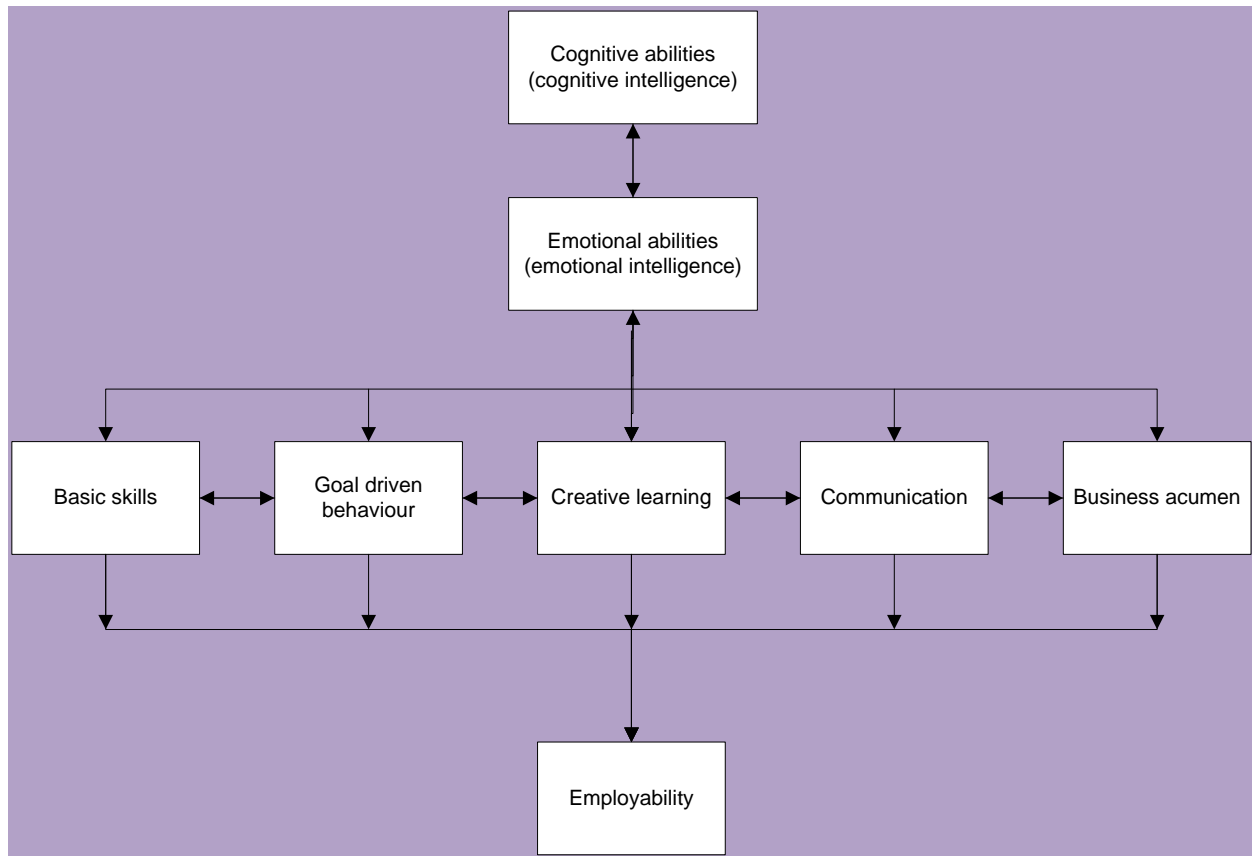 Cognitive abilities
(cognitive intelligence)
Emotional abilities
(emotional intelligence)
Basic skills
Goal driven
behaviour
Creative learning
Communication
Business acumen
Employability